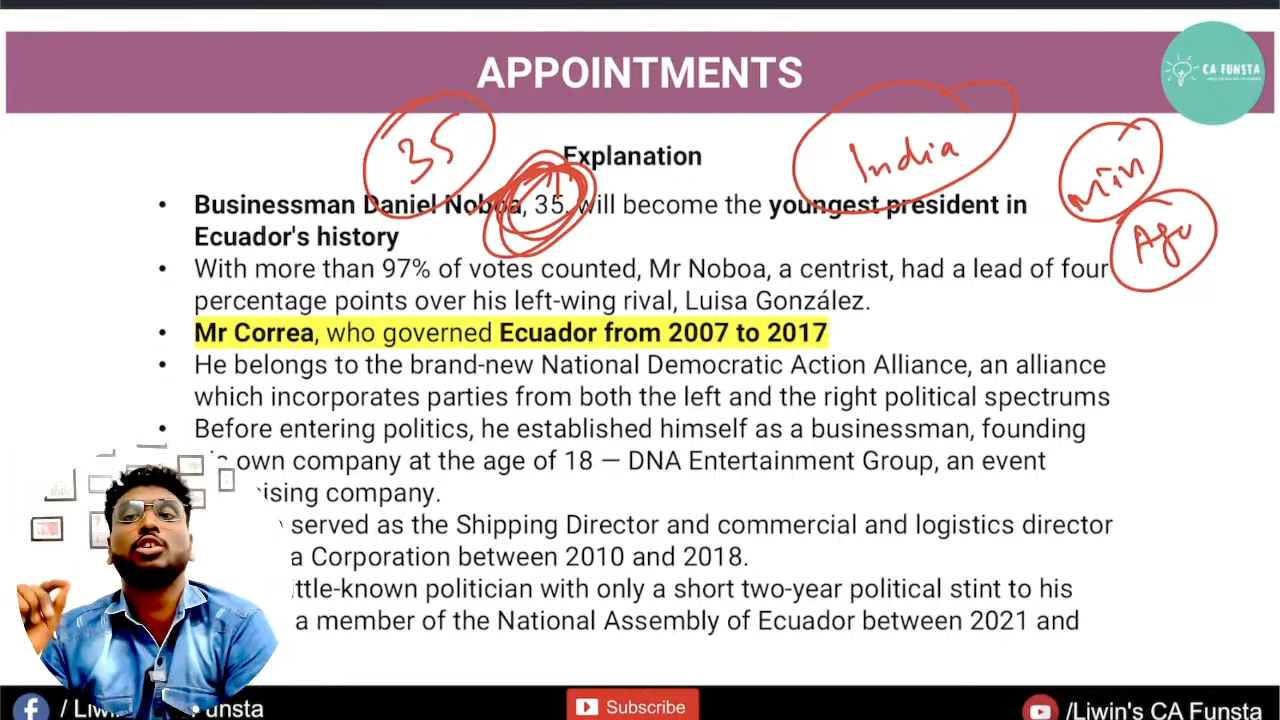 APPOINTMENTS
CA FUNSTA
35
India
Min
Age
Explanation
• Businessman Daniel Noboa, 35, will become the youngest president in
Ecuador's history
• With more than 97% of votes counted, Mr Noboa, a centrist, had a lead of four
percentage points over his left-wing rival, Luisa González.
• Mr Correa, who governed Ecuador from 2007 to 2017
• He belongs to the brand-new National Democratic Action Alliance, an alliance
which incorporates parties from both the left and the right political spectrums
• Before entering politics, he established himself as a businessman, founding
own company at the age of 18 — DNA Entertainment Group, an event
ising company.
served as the Shipping Director and commercial and logistics director
a Corporation between 2010 and 2018.
ttle-known politician with only a short two-year political stint to his
a member of the National Assembly of Ecuador between 2021 and
/ Liwin's CA Funsta
Subscribe
/Liwin's CA Funsta